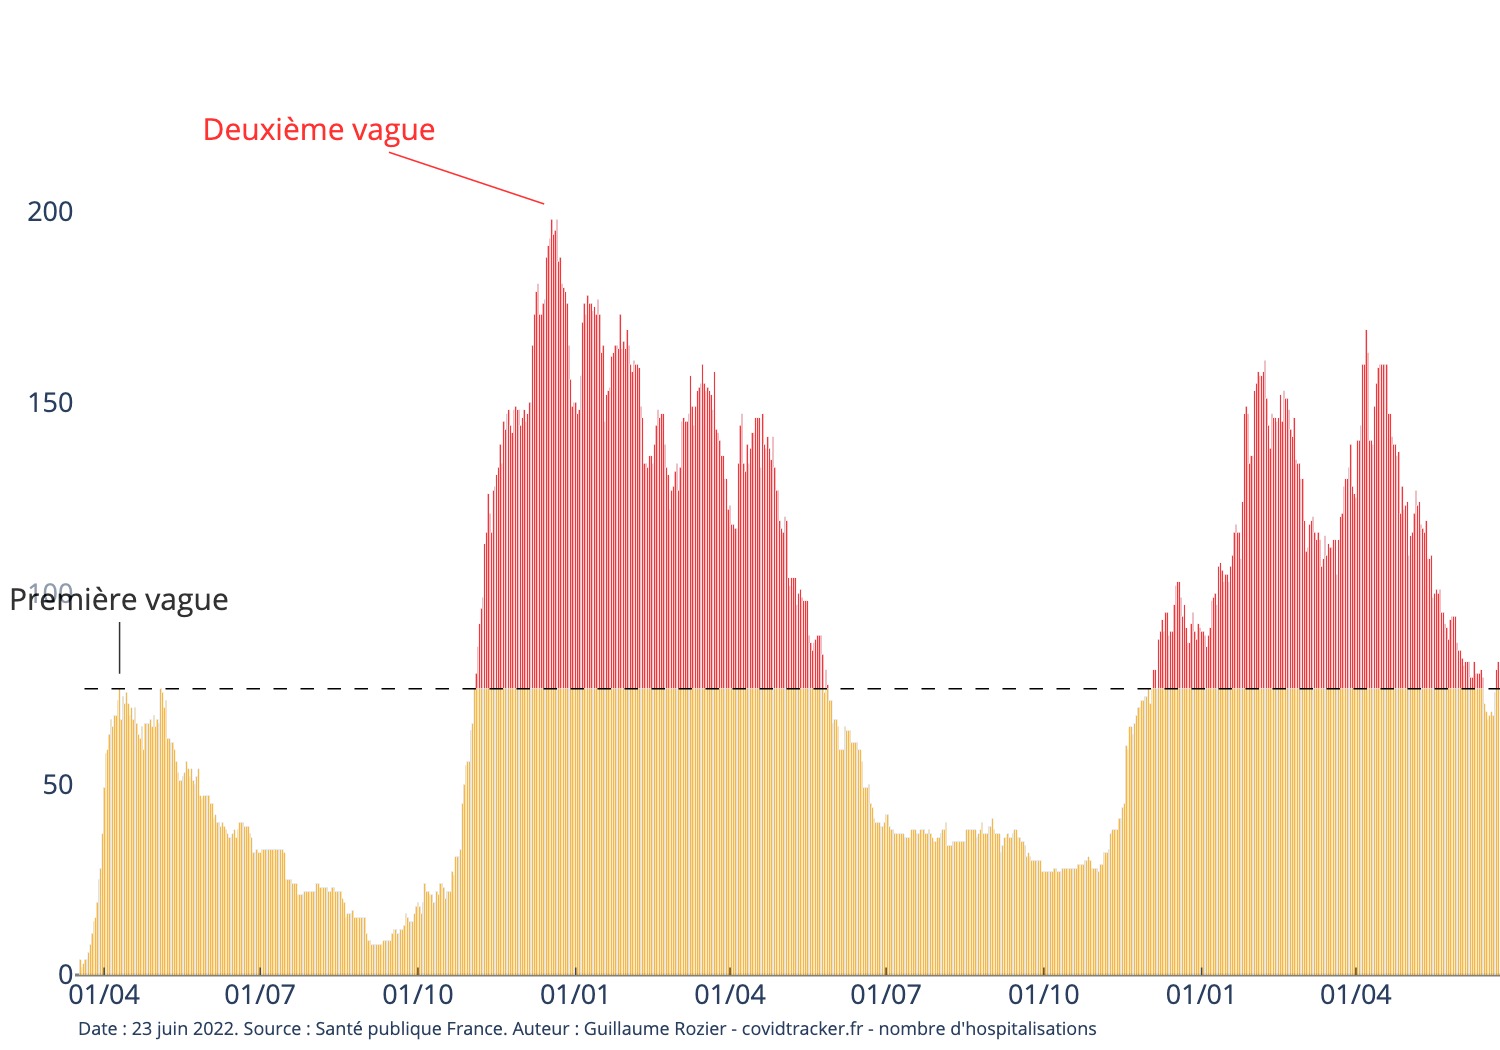 Deuxième vague
200
150
100
Première vague
50
0
01/04 01/07 01/10 01/01 01/04 01/07 01/10 01/01 01/04
Date : 23 juin 2022. Source : Santé publique France. Auteur : Guillaume Rozier - covidtracker.fr - nombre d'hospitalisations